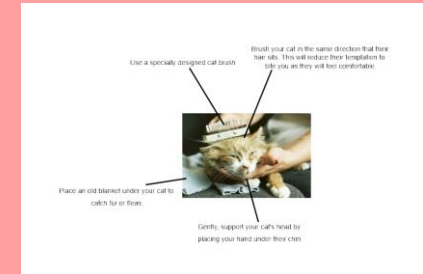 Use a specially designed cat brush
Brush your cat in the same direction that their
hair sits. This will reduce their temptation to
bite you as they will feel comfortable
Place an old blanket under your cat to
catch fur or fleas
Gently, support your cat's head by
placing your hand under their chin